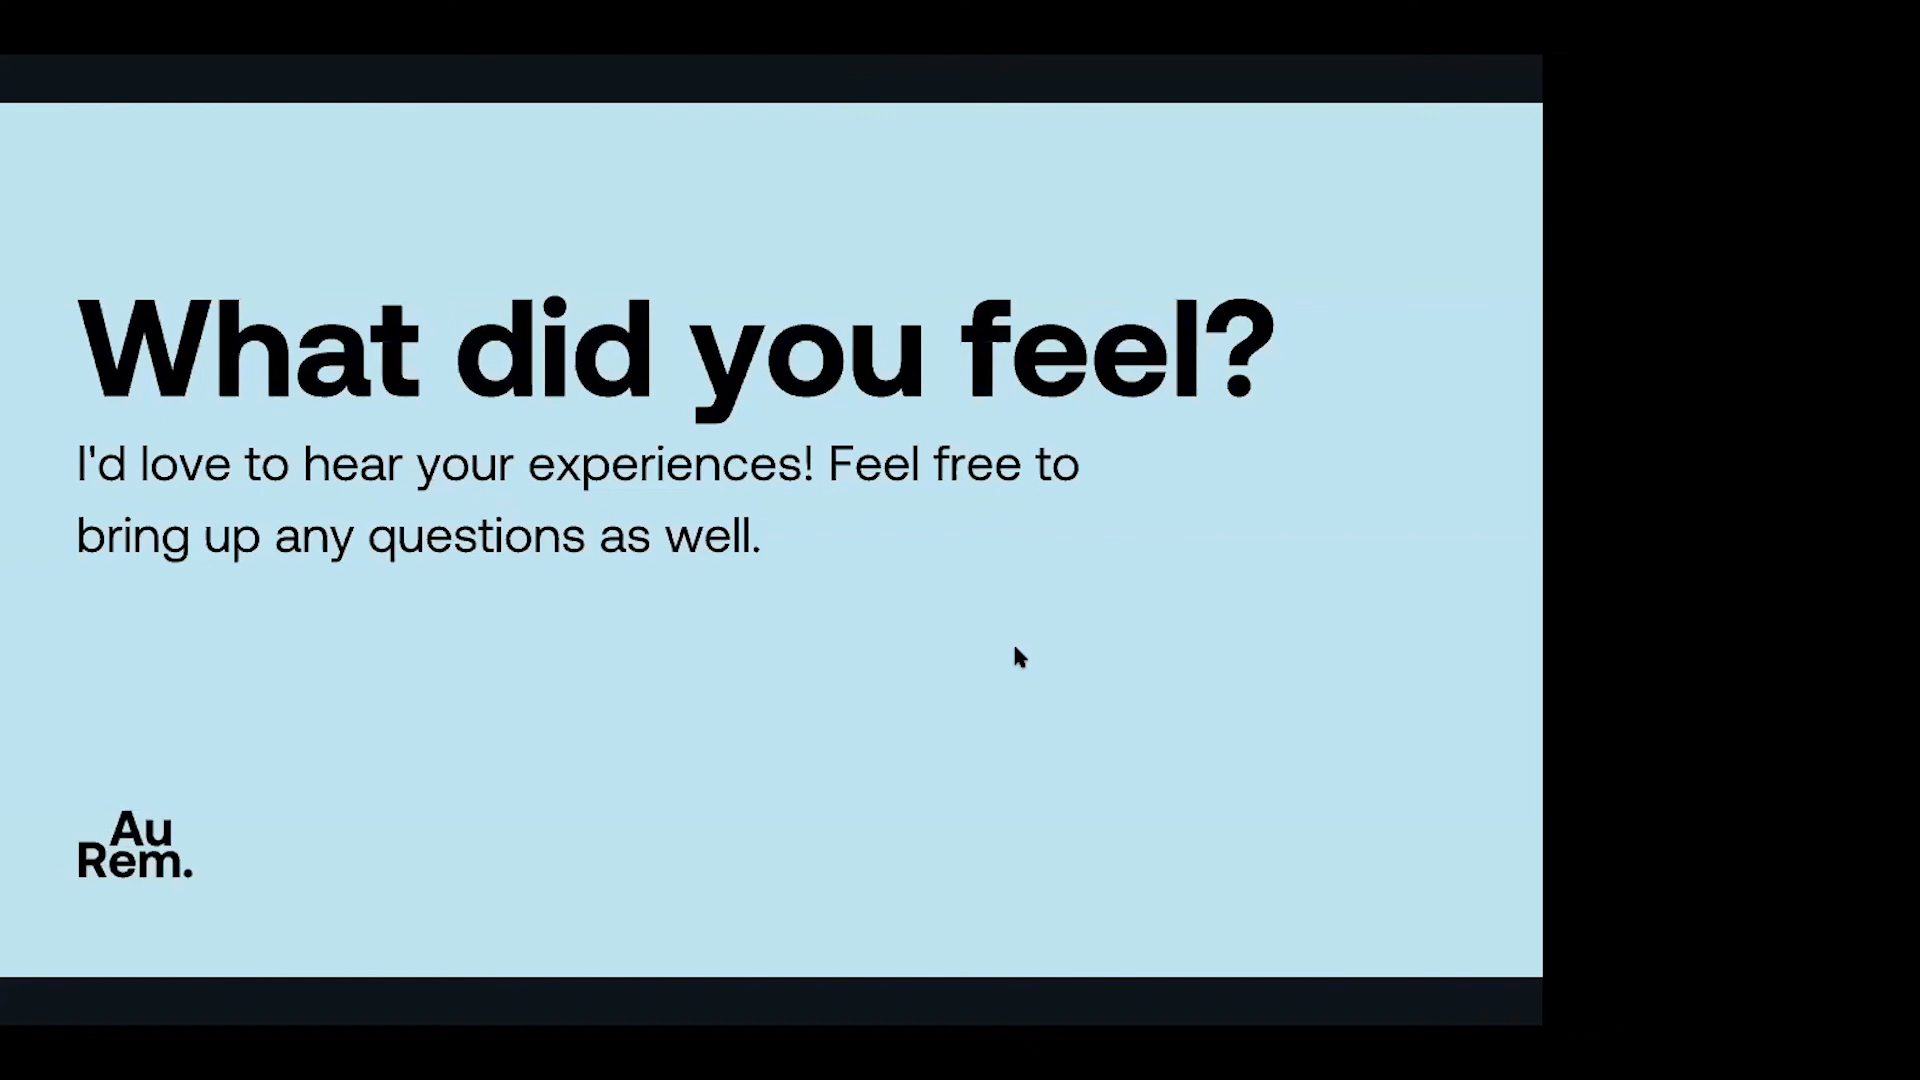 What did you feel?
I'd love to hear your experiences! Feel free to
bring up any questions as well.
Au
Rem.